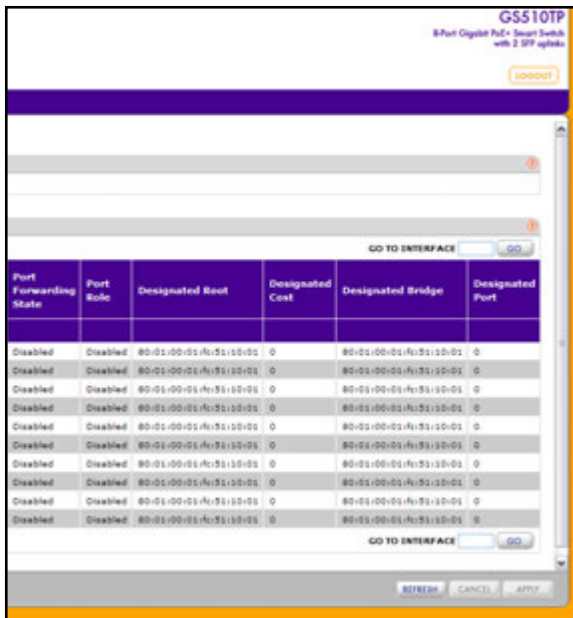 GS510TP
8-Port Gigabit PoE+ Smart Switch
with 2 SFP uplinks
LOGOUT
GO TO INTERFACE GO
Port Forwarding State Port Role Designated Root Designated Cost Designated Bridge Designated Port
Disabled Disabled 80:01:00:01:fc:51:10:01 0 80:01:00:01:fc:51:10:01 0
Disabled Disabled 80:01:00:01:fc:51:10:01 0 80:01:00:01:fc:51:10:01 0
Disabled Disabled 80:01:00:01:fc:51:10:01 0 80:01:00:01:fc:51:10:01 0
Disabled Disabled 80:01:00:01:fc:51:10:01 0 80:01:00:01:fc:51:10:01 0
Disabled Disabled 80:01:00:01:fc:51:10:01 0 80:01:00:01:fc:51:10:01 0
Disabled Disabled 80:01:00:01:fc:51:10:01 0 80:01:00:01:fc:51:10:01 0
Disabled Disabled 80:01:00:01:fc:51:10:01 0 80:01:00:01:fc:51:10:01 0
Disabled Disabled 80:01:00:01:fc:51:10:01 0 80:01:00:01:fc:51:10:01 0
Disabled Disabled 80:01:00:01:fc:51:10:01 0 80:01:00:01:fc:51:10:01 0
Disabled Disabled 80:01:00:01:fc:51:10:01 0 80:01:00:01:fc:51:10:01 0
GO TO INTERFACE GO
REFRESH CANCEL APPLY